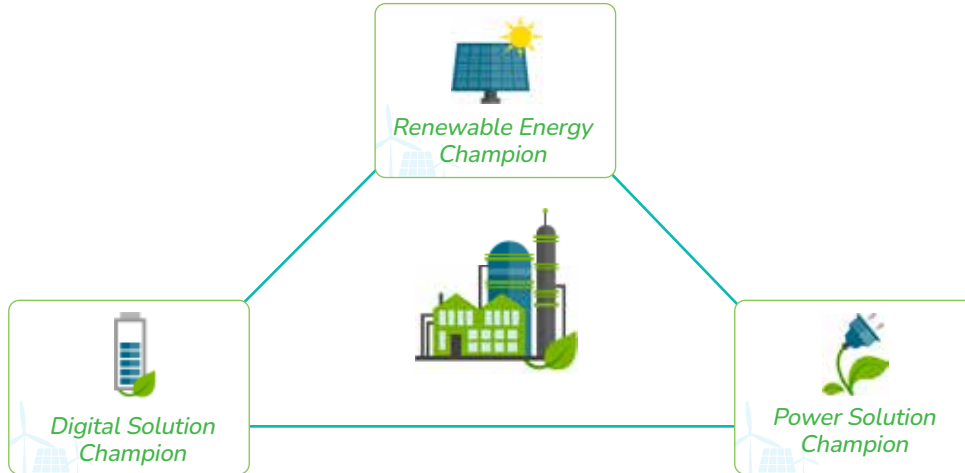 Renewable Energy
Champion
Digital Solution
Champion
Power Solution
Champion